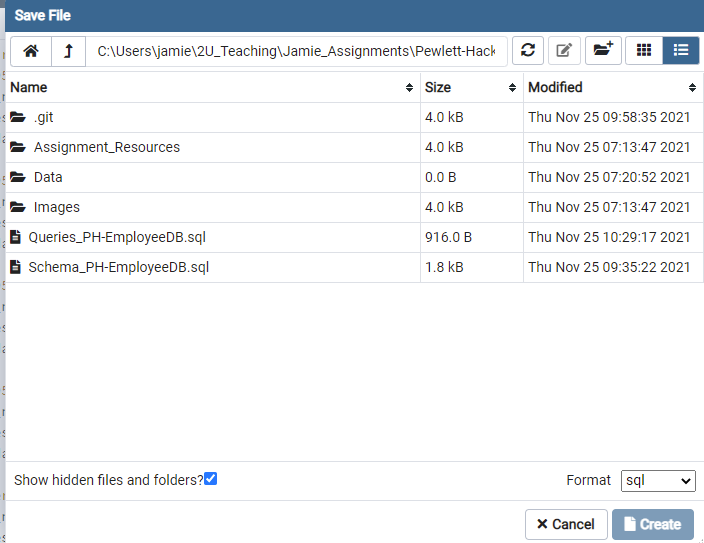 Save File
C:\Users\jamie\2U_Teaching\Jamie_Assignments\Pewlett-Hack
Name Size Modified
.git 4.0 kB Thu Nov 25 09:58:35 2021
Assignment_Resources 4.0 kB Thu Nov 25 07:13:47 2021
Data 0.0 B Thu Nov 25 07:20:52 2021
Images 4.0 kB Thu Nov 25 07:13:47 2021
Queries_PH-EmployeeDB.sql 916.0 B Thu Nov 25 10:29:17 2021
Schema_PH-EmployeeDB.sql 1.8 kB Thu Nov 25 09:35:22 2021
Show hidden files and folders? Format sql
Cancel Create